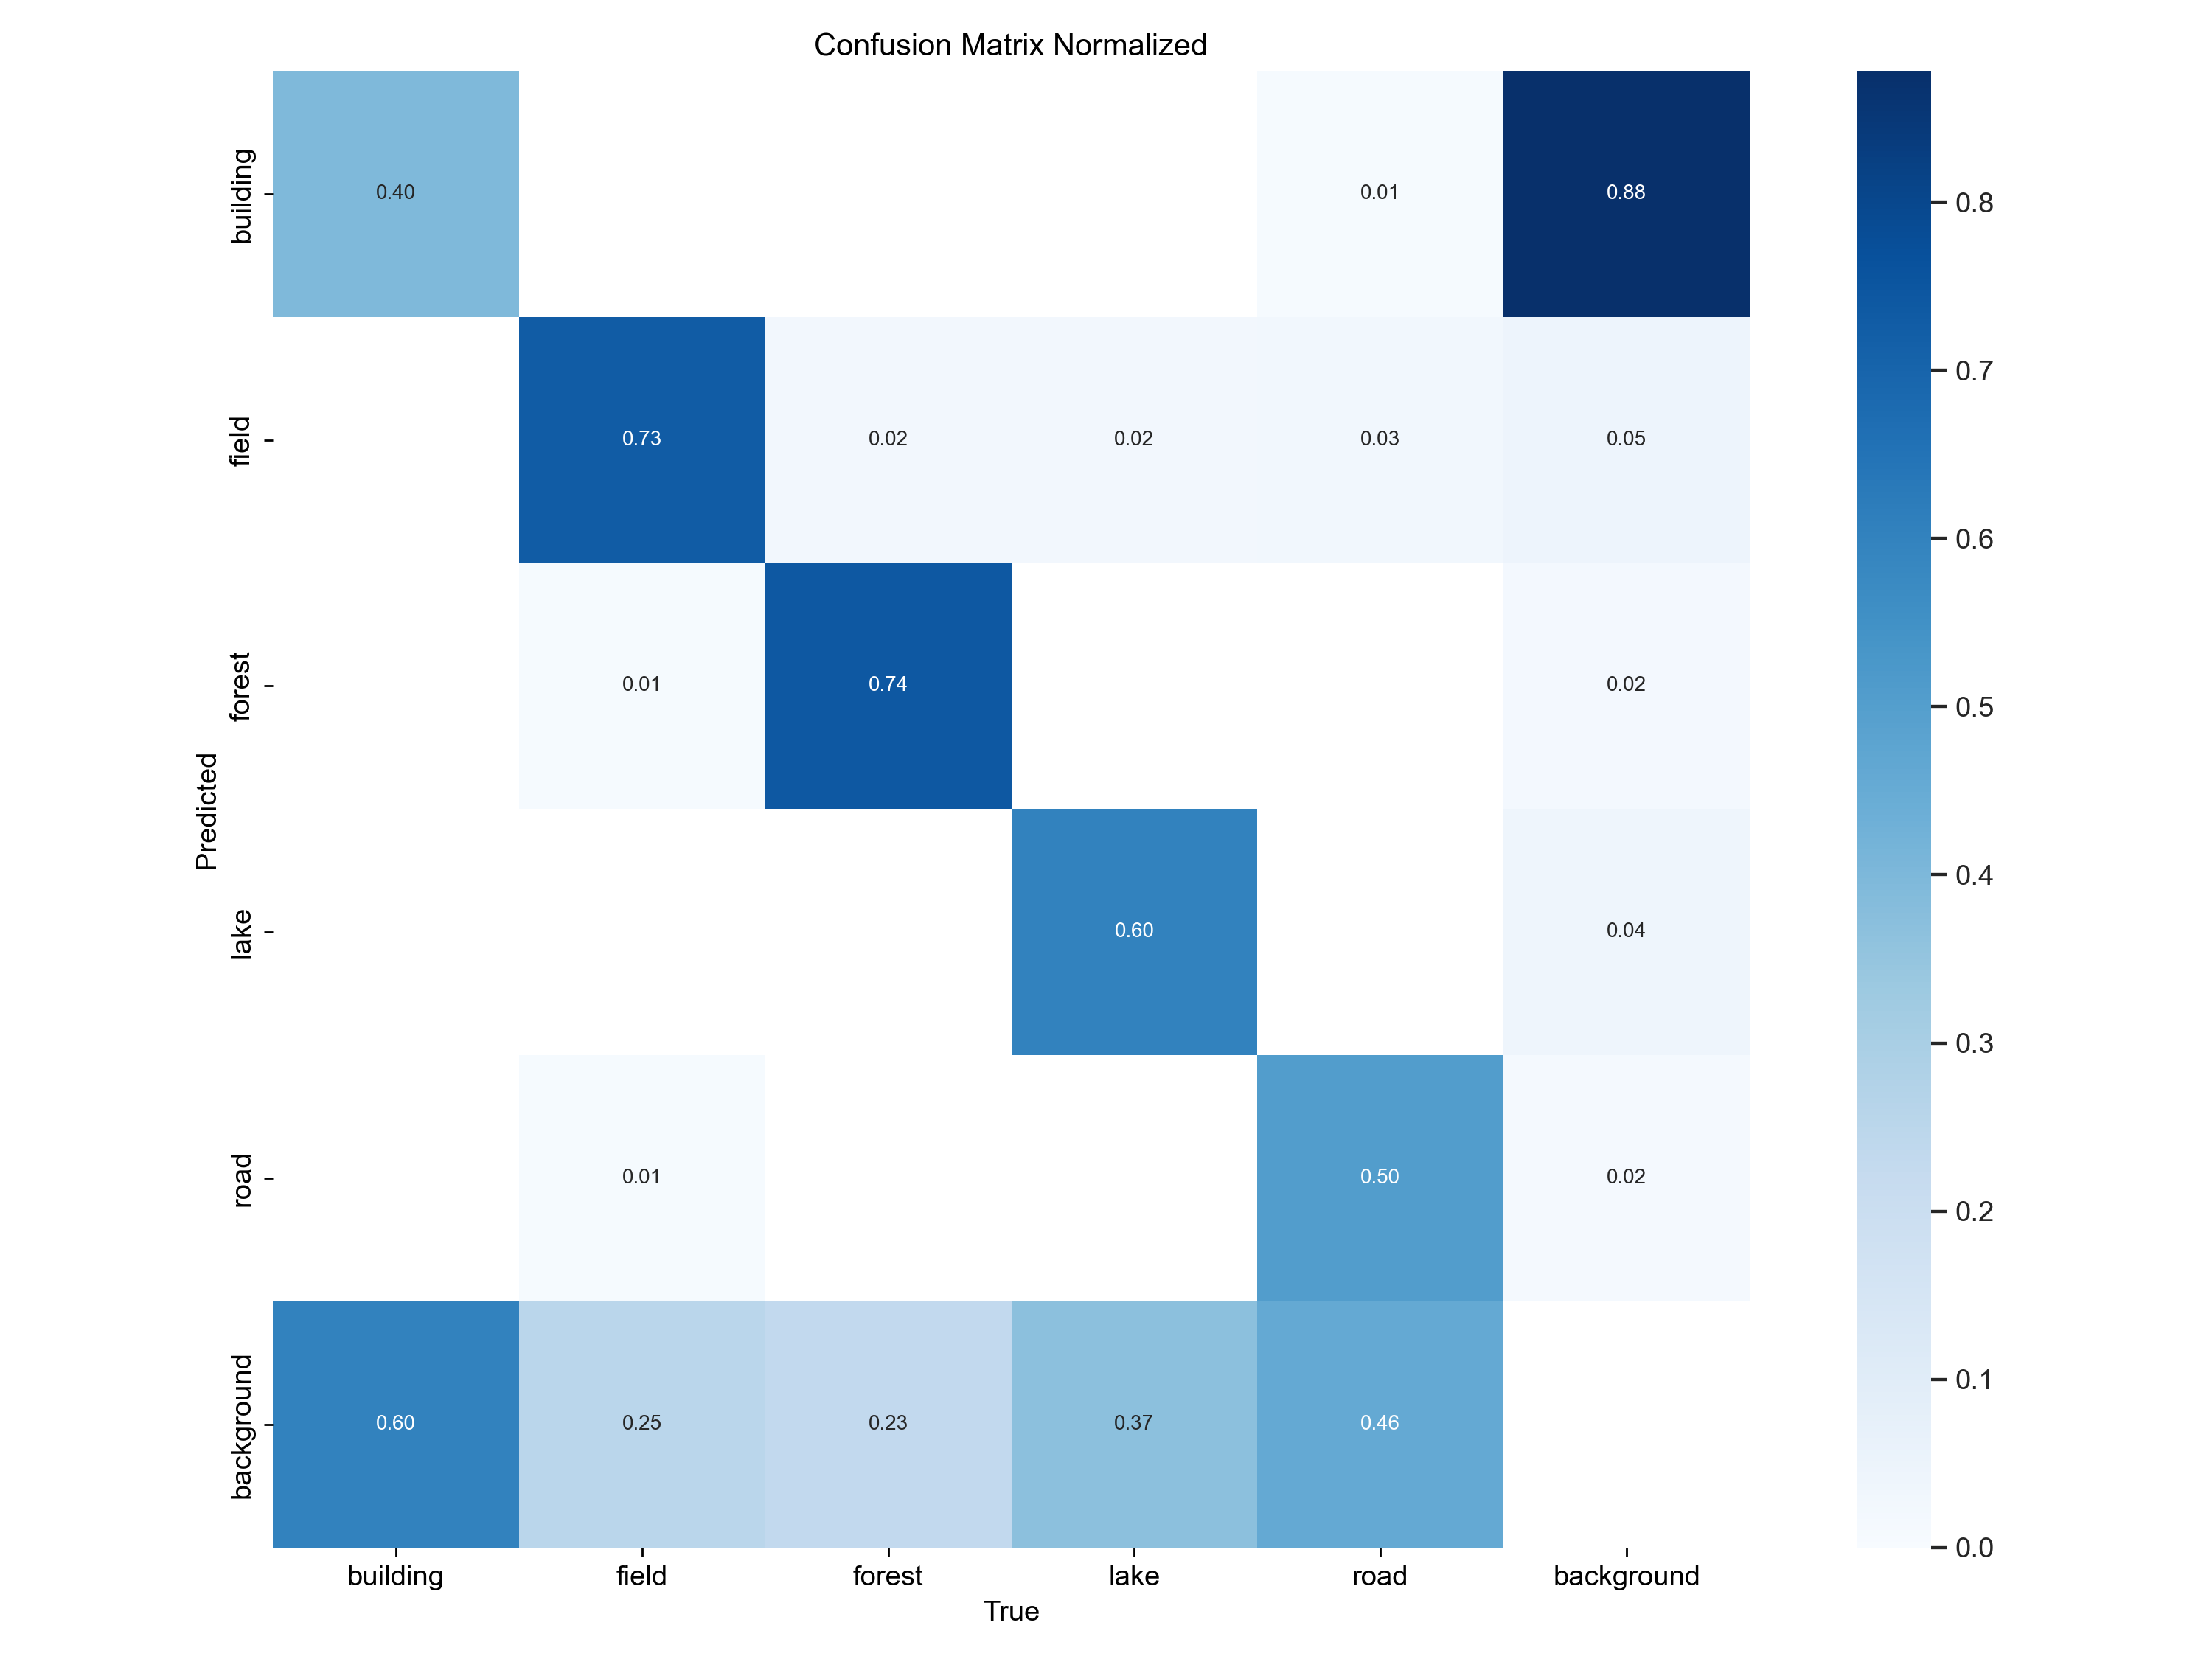 Confusion Matrix Normalized
building
0.40
0.01
0.88
field
0.73
0.02
0.02
0.03
0.05
forest
0.01
0.74
0.02
lake
0.60
0.04
road
0.01
0.50
0.02
background
0.60
0.25
0.23
0.37
0.46
Predicted
building
field
forest
lake
road
background
True
0.8
0.7
0.6
0.5
0.4
0.3
0.2
0.1
0.0